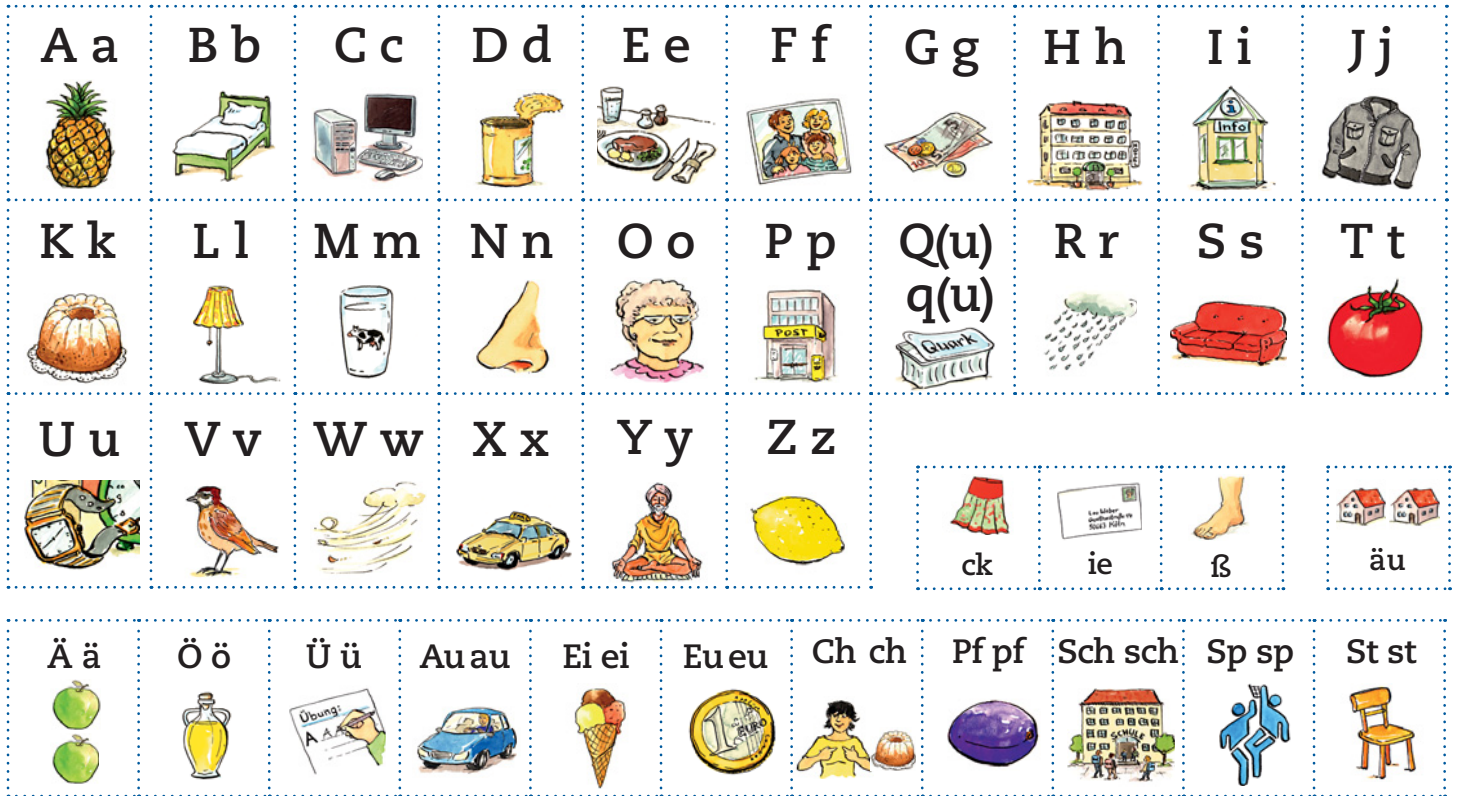 A a
B b
C c
D d
E e
F f
G g
H h
I i
i
Info
J j
K k
L l
M m
N n
O o
P p
POST
Q(u)
q(u)
Quark
R r
S s
T t
U u
V v
W w
X x
Y y
Z z
ck
ie
ß
äu
Ä ä
Ö ö
Ü ü
Übung:
A A A
Au au
Ei ei
Eu eu
1
EURO
Ch ch
Pf pf
Sch sch
SCHULE
Sp sp
St st